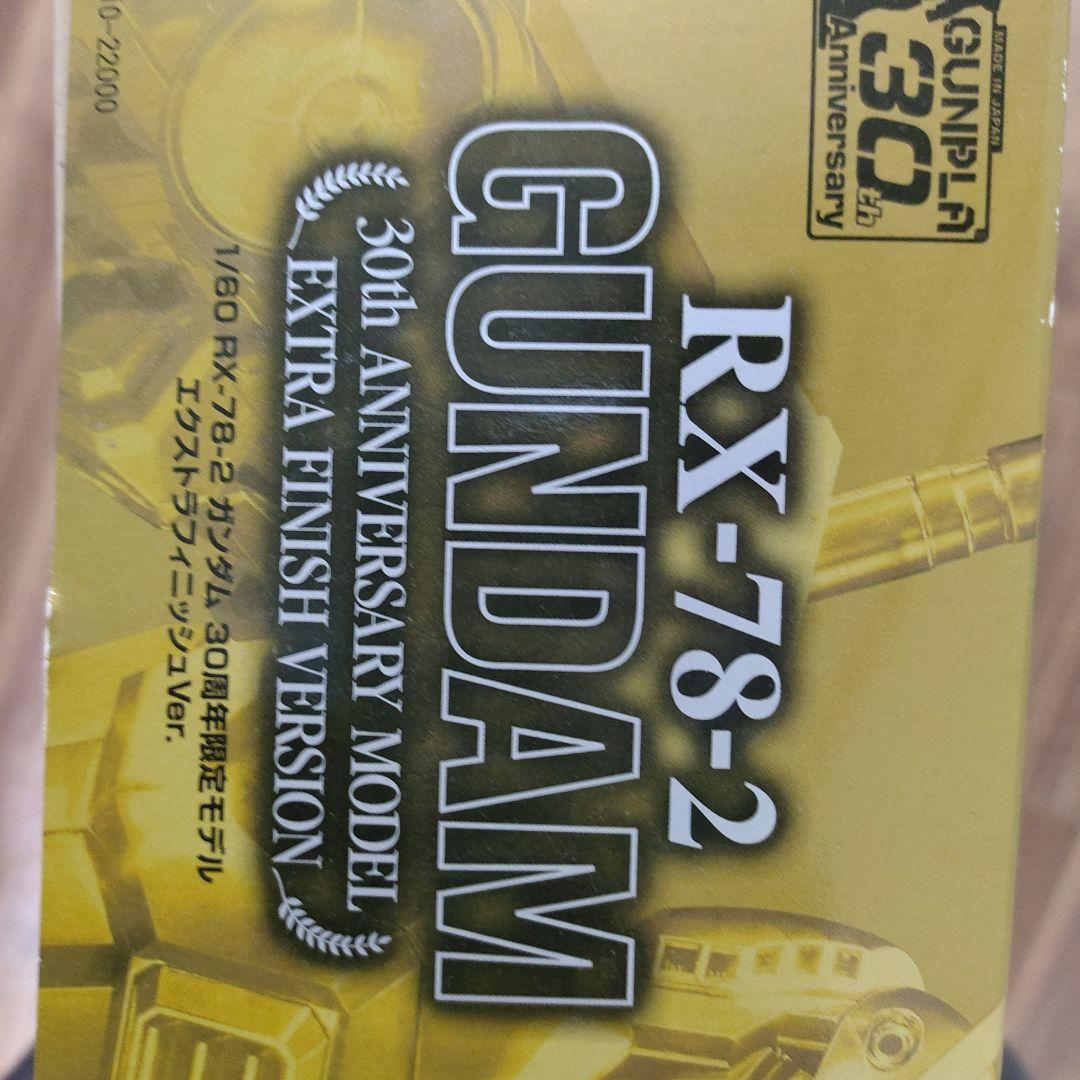 MADE IN JAPAN
GUNPLA
30th
Anniversary
RX-78-2
GUNDAM
30th ANNIVERSARY MODEL
EXTRA FINISH VERSION
1/60 RX-78-2 ガンダム 30周年限定モデル
エクストラフィニッシュVer.
0-22000